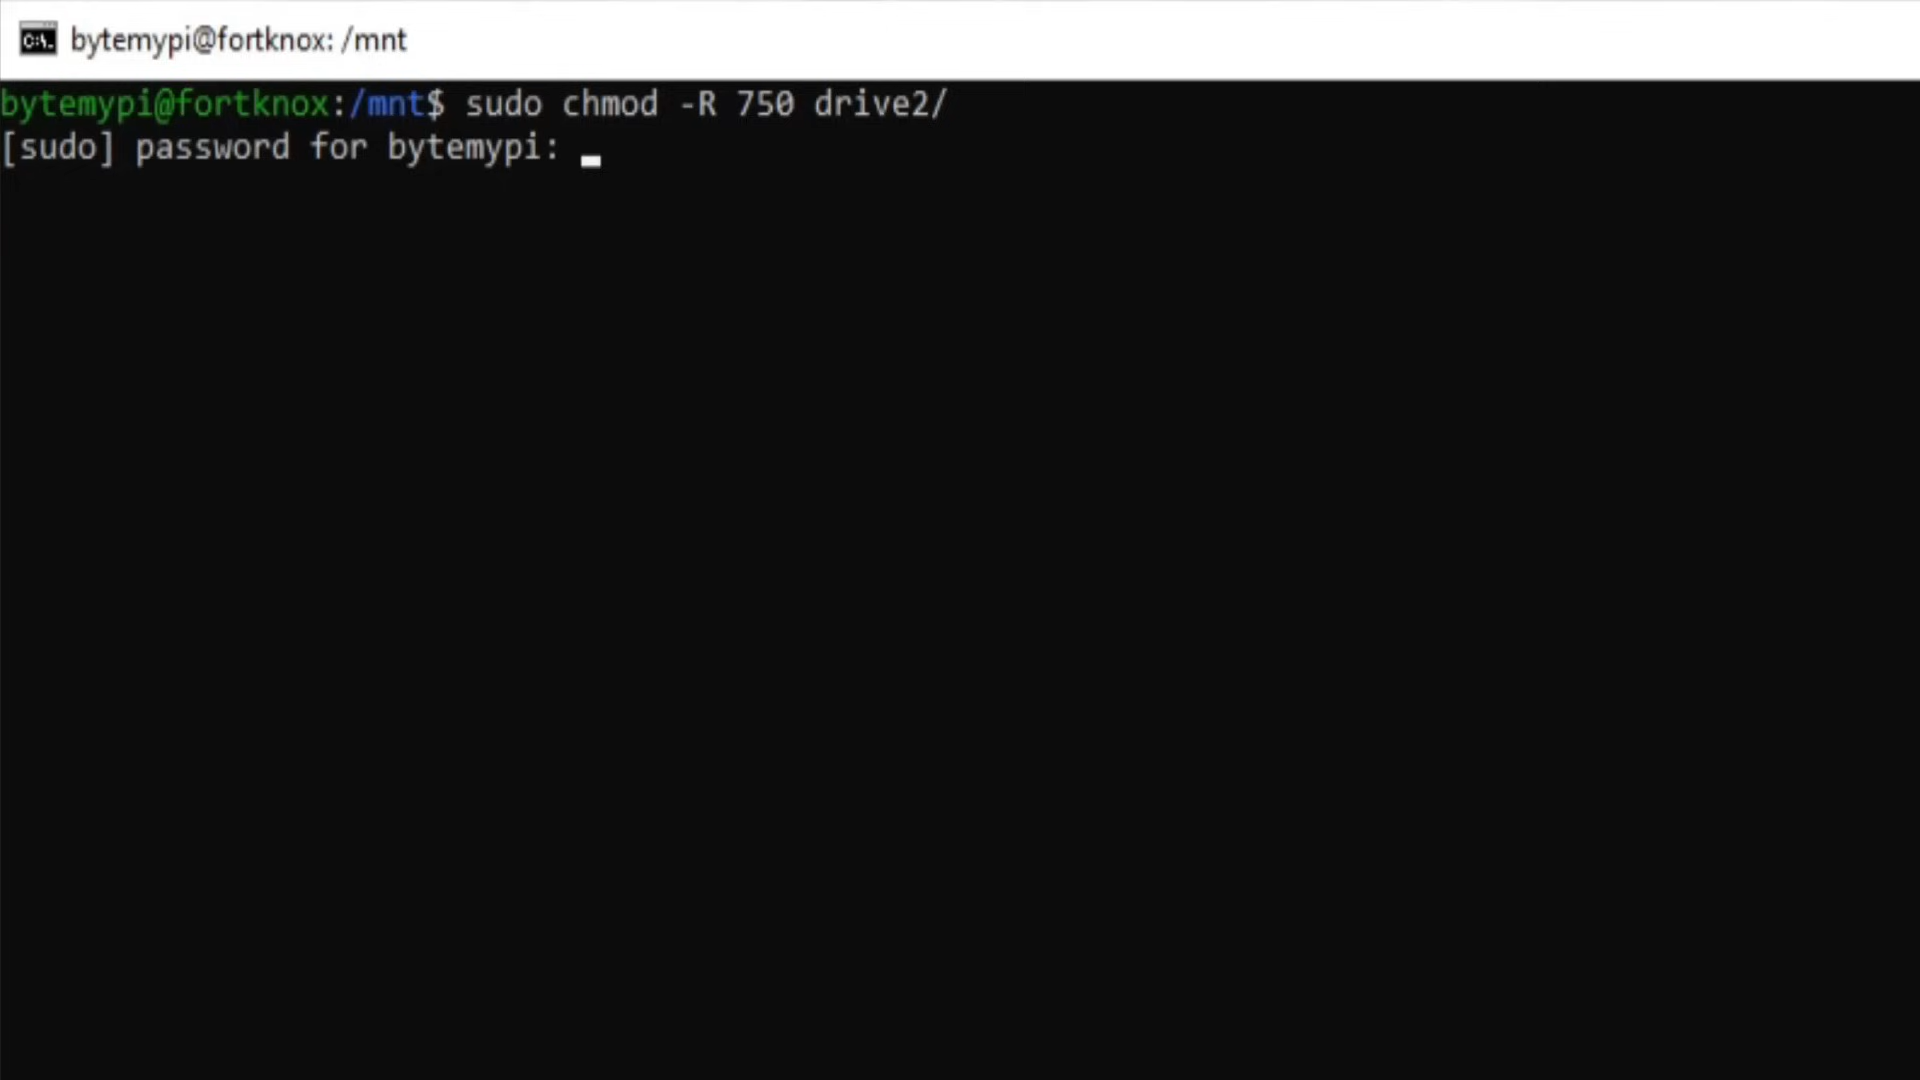 C:\.
bytemypi@fortknox: /mnt
bytemypi@fortknox:/mnt$ sudo chmod -R 750 drive2/
[sudo] password for bytemypi: